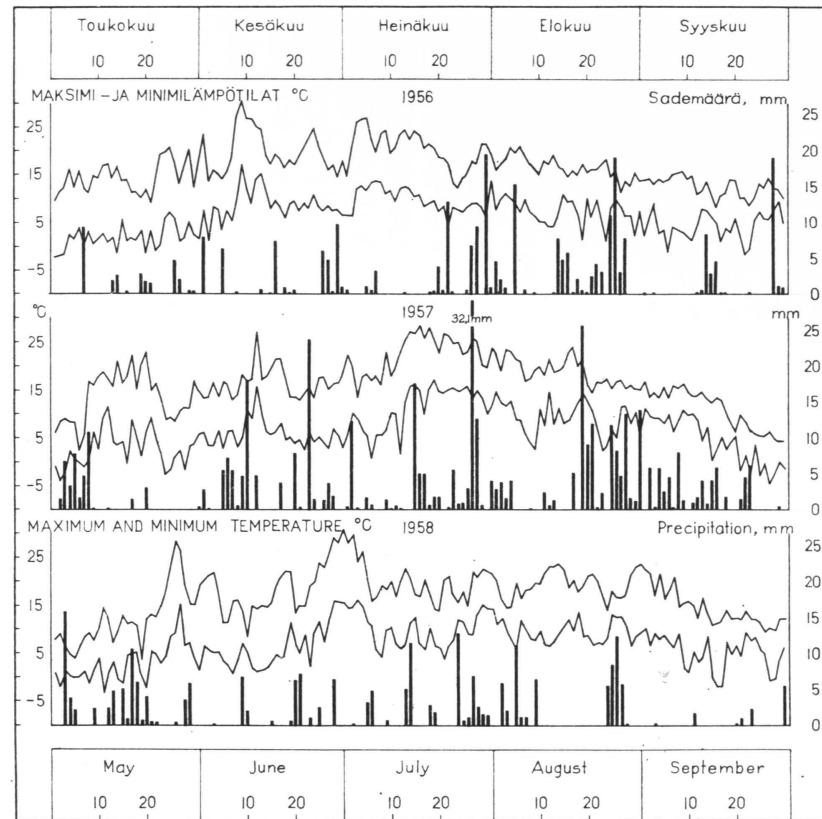 Toukokuu Kesäkuu Heinäkuu Elokuu Syyskuu
10 20 10 20 10 20 10 20 10 20
MAKSIMI-JA MINIMILÄMPÖTILAT °C 1956 Sademäärä, mm
25 25
20
15 15
10
5 5
-5 0
°C 1957 mm
32,1mm
25 25
20
15 15
10
5 5
-5 0
MAXIMUM AND MINIMUM TEMPERATURE, °C 1958 Precipitation, mm
25 25
20
15 15
10
5 5
-5 0
May June July August September
10 20 10 20 10 20 10 20 10 20